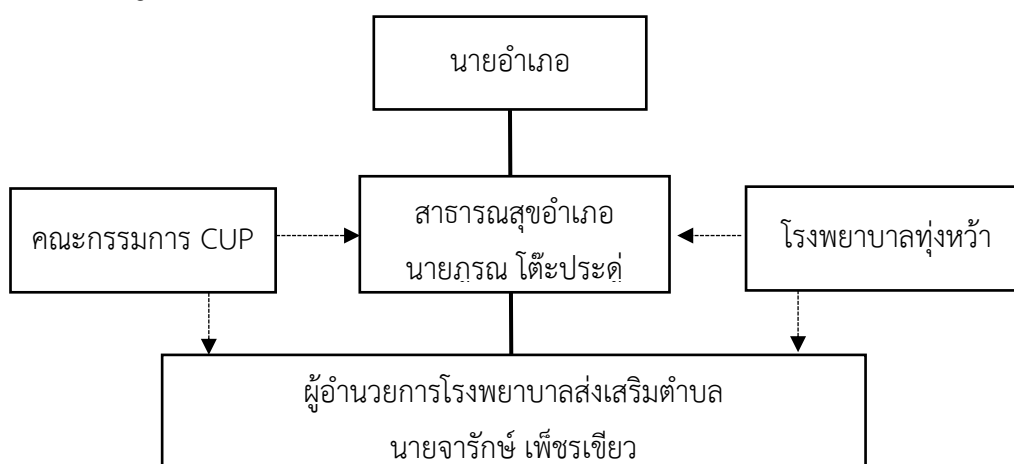 นายอำเภอ
สาธารณสุขอำเภอ
นายภูรณ โต๊ะประดู่
คณะกรรมการ CUP
โรงพยาบาลทุ่งหว้า
ผู้อำนวยการโรงพยาบาลส่งเสริมตำบล
นายจารักษ์ เพ็ชรเขียว